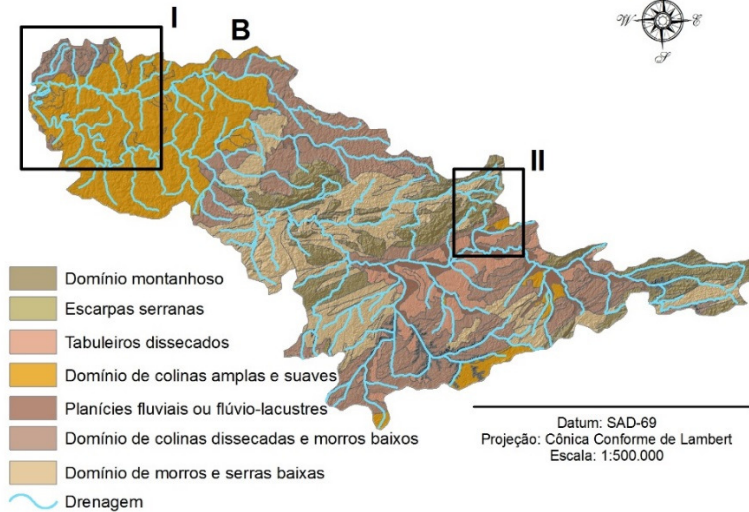 I
B
W
E
S
II
Domínio montanhoso
Escarpas serranas
Tabuleiros dissecados
Domínio de colinas amplas e suaves
Planícies fluviais ou flúvio-lacustres
Domínio de colinas dissecadas e morros baixos
Domínio de morros e serras baixas
Drenagem
Datum: SAD-69
Projeção: Cônica Conforme de Lambert
Escala: 1:500.000